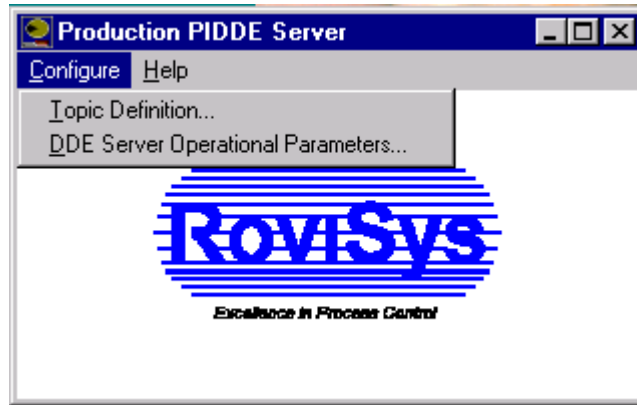 Production PIDDE Server
Configure Help
Topic Definition...
DDE Server Operational Parameters...
RoviSys
Excellence in Process Control